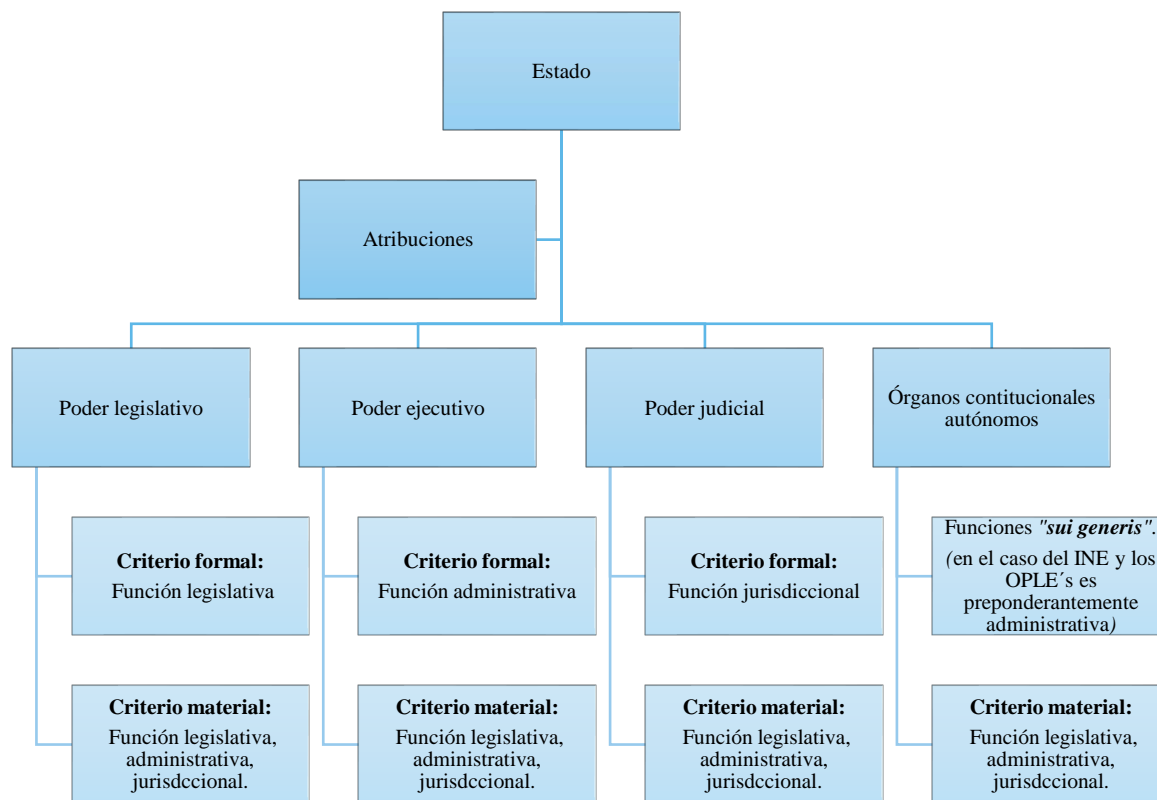 Estado
Atribuciones
Poder legislativo
Poder ejecutivo
Poder judicial
Órganos contitucionales
autónomos
Criterio formal:
Función legislativa
Criterio formal:
Función administrativa
Criterio formal:
Función jurisdiccional
Funciones "sui generis".
(en el caso del INE y los
OPLE´s es
preponderantemente
administrativa)
Criterio material:
Función legislativa,
administrativa,
jurisdccional.
Criterio material:
Función legislativa,
administrativa,
jurisdccional.
Criterio material:
Función legislativa,
administrativa,
jurisdccional.
Criterio material:
Función legislativa,
administrativa,
jurisdccional.